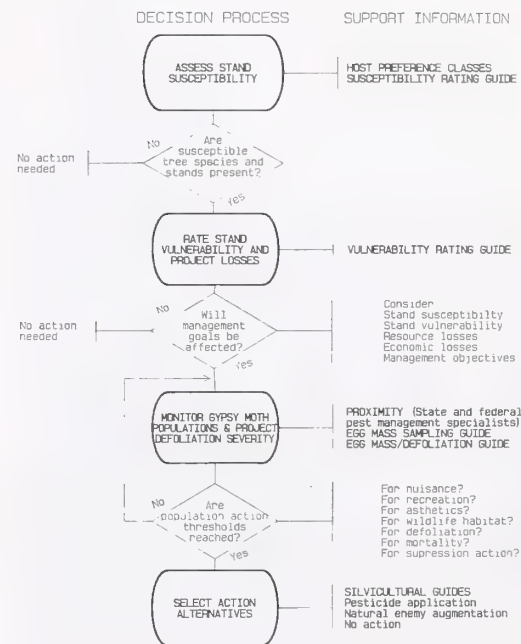 DECISION PROCESS
SUPPORT INFORMATION
ASSESS STAND
SUSCEPTIBILITY
HOST PREFERENCE CLASSES
SUSCEPTIBILITY RATING GUIDE
No
Are
susceptible
tree species and
stands present?
No action
needed
Yes
RATE STAND
VULNERABILITY AND
PROJECT LOSSES
VULNERABILITY RATING GUIDE
No
Will
management
goals be
affected?
No action
needed
Consider
Stand susceptibilty
Stand vulnerability
Resource losses
Economic losses
Management objectives
Yes
MONITOR GYPSY MOTH
POPULATIONS & PROJECT
DEFOLIATION SEVERITY
PROXIMITY (State and federal
pest management specialists)
EGG MASS SAMPLING GUIDE
EGG MASS/DEFOLIATION GUIDE
No
Are
population action
thresholds
reached?
For nuisance?
For recreation?
For asthetics?
For wildlife habitat?
For defoliation?
For mortality?
For supression action?
Yes
SELECT ACTION
ALTERNATIVES
SILVICULTURAL GUIDES
Pesticide application
Natural enemy augmentation
No action